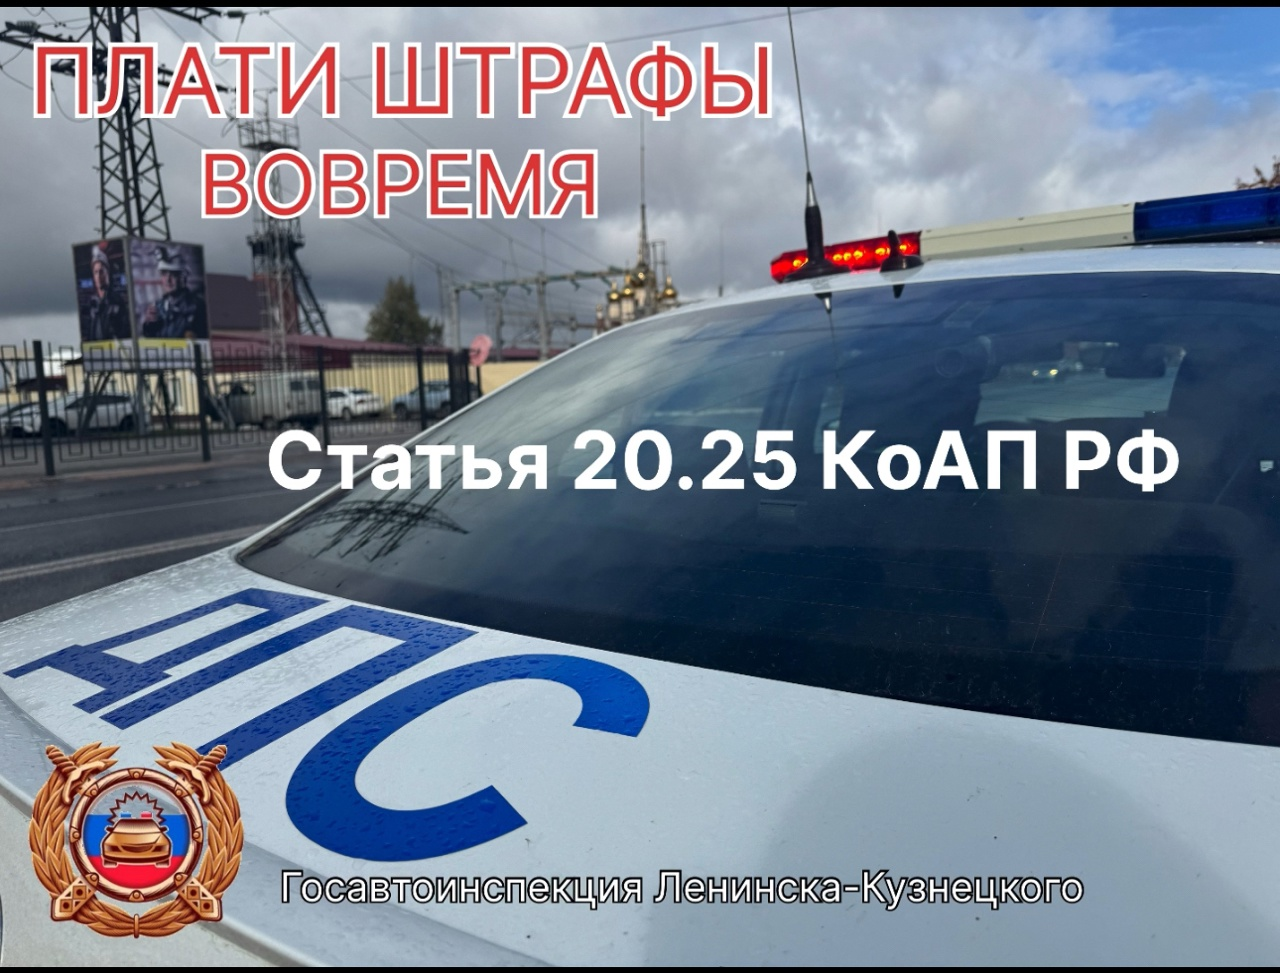 ПЛАТИ ШТРАФЫ
ВОВРЕМЯ
Статья 20.25 КоАП РФ
ДПС
Госавтоинспекция Ленинска-Кузнецкого